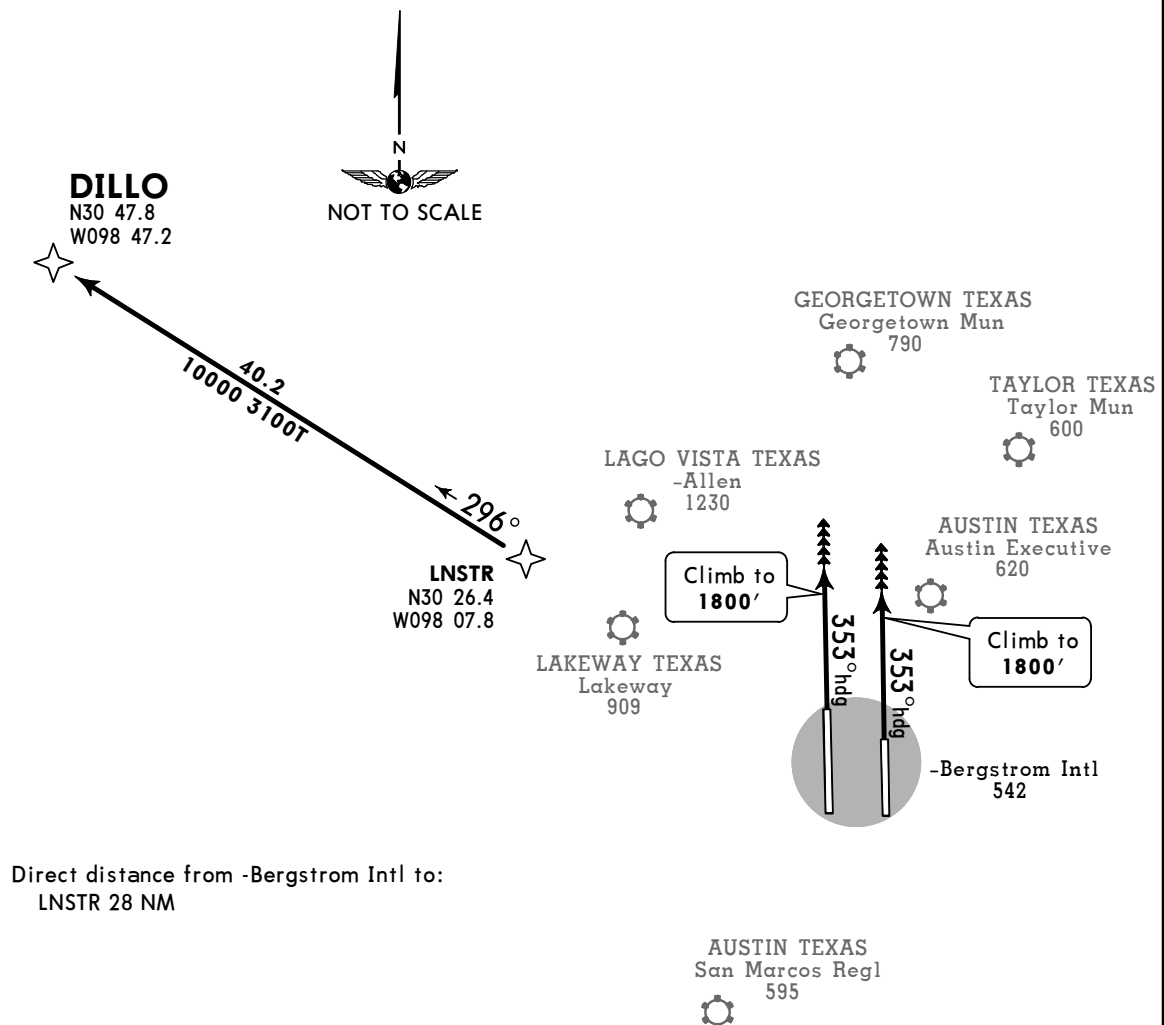 N
NOT TO SCALE
DILLO
N30 47.8
W098 47.2
40.2
10000 3100T
296°
LNSTR
N30 26.4
W098 07.8
GEORGETOWN TEXAS
Georgetown Mun
790
TAYLOR TEXAS
Taylor Mun
600
LAGO VISTA TEXAS
-Allen
1230
AUSTIN TEXAS
Austin Executive
620
Climb to
1800'
353°hdg
353°hdg
Climb to
1800'
LAKEWAY TEXAS
Lakeway
909
-Bergstrom Intl
542
Direct distance from -Bergstrom Intl to:
LNSTR 28 NM
AUSTIN TEXAS
San Marcos Regl
595